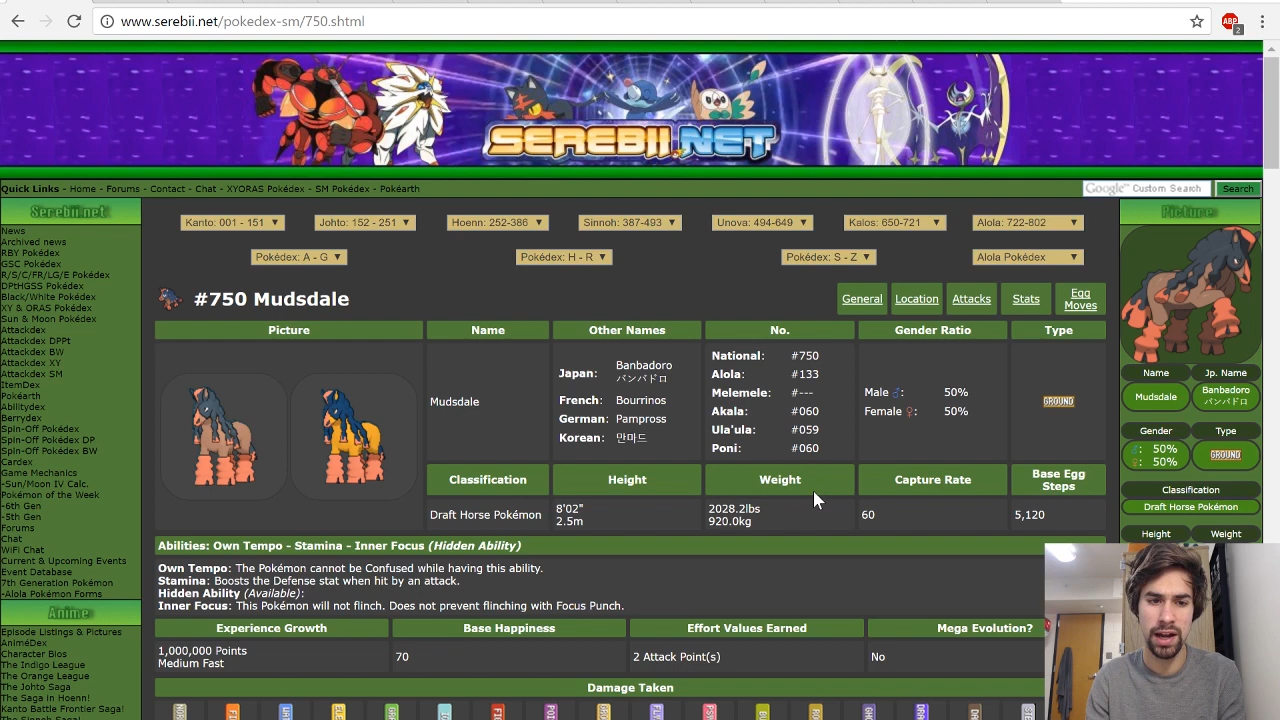 www.serebii.net/pokedex-sm/750.shtml
ABP
2
SEREBII.NET
Quick Links - Home - Forums - Contact - Chat - XYORAS Pokédex - SM Pokédex - Pokéarth
Google™ Custom Search
Search
Serebii.net
News
Archived news
RBY Pokédex
GSC Pokédex
R/S/C/FR/LG/E Pokédex
DPtHGSS Pokédex
Black/White Pokédex
XY & ORAS Pokédex
Sun & Moon Pokédex
Attackdex
Attackdex DPPt
Attackdex BW
Attackdex XY
Attackdex SM
ItemDex
Pokéarth
Abilitydex
Berrydex
Spin-Off Pokédex
Spin-Off Pokédex DP
Spin-Off Pokédex BW
Cardex
Game Mechanics
-Sun/Moon IV Calc.
Pokémon of the Week
-6th Gen
-5th Gen
Forums
Chat
WiFi Chat
Current & Upcoming Events
Event Database
7th Generation Pokémon
-Alola Pokémon Forms
Anime
Episode Listings & Pictures
AniméDex
Character Bios
The Indigo League
The Orange League
The Johto Saga
The Saga in Hoenn!
Kanto Battle Frontier Saga!
Kanto: 001 - 151
Johto: 152 - 251
Hoenn: 252-386
Sinnoh: 387-493
Unova: 494-649
Kalos: 650-721
Alola: 722-802
Pokédex: A - G
Pokédex: H - R
Pokédex: S - Z
Alola Pokédex
#750 Mudsdale
General
Location
Attacks
Stats
Egg Moves
Picture
Name
Other Names
No.
Gender Ratio
Type
Mudsdale
Japan: Banbadoro
バンバドロ
French: Bourrinos
German: Pampross
Korean: 만마드
National: #750
Alola: #133
Melemele: #---
Akala: #060
Ula'ula: #059
Poni: #060
Male ♂: 50%
Female ♀: 50%
GROUND
Classification
Height
Weight
Capture Rate
Base Egg Steps
Draft Horse Pokémon
8'02"
2.5m
2028.2lbs
920.0kg
60
5,120
Abilities: Own Tempo - Stamina - Inner Focus (Hidden Ability)
Own Tempo: The Pokémon cannot be Confused while having this ability.
Stamina: Boosts the Defense stat when hit by an attack.
Hidden Ability (Available):
Inner Focus: This Pokémon will not flinch. Does not prevent flinching with Focus Punch.
Experience Growth
Base Happiness
Effort Values Earned
Mega Evolution?
1,000,000 Points
Medium Fast
70
2 Attack Point(s)
No
Damage Taken
Picture
Name
Jp. Name
Mudsdale
Banbadoro
バンバドロ
Gender
Type
♂: 50%
♀: 50%
GROUND
Classification
Draft Horse Pokémon
Height
Weight